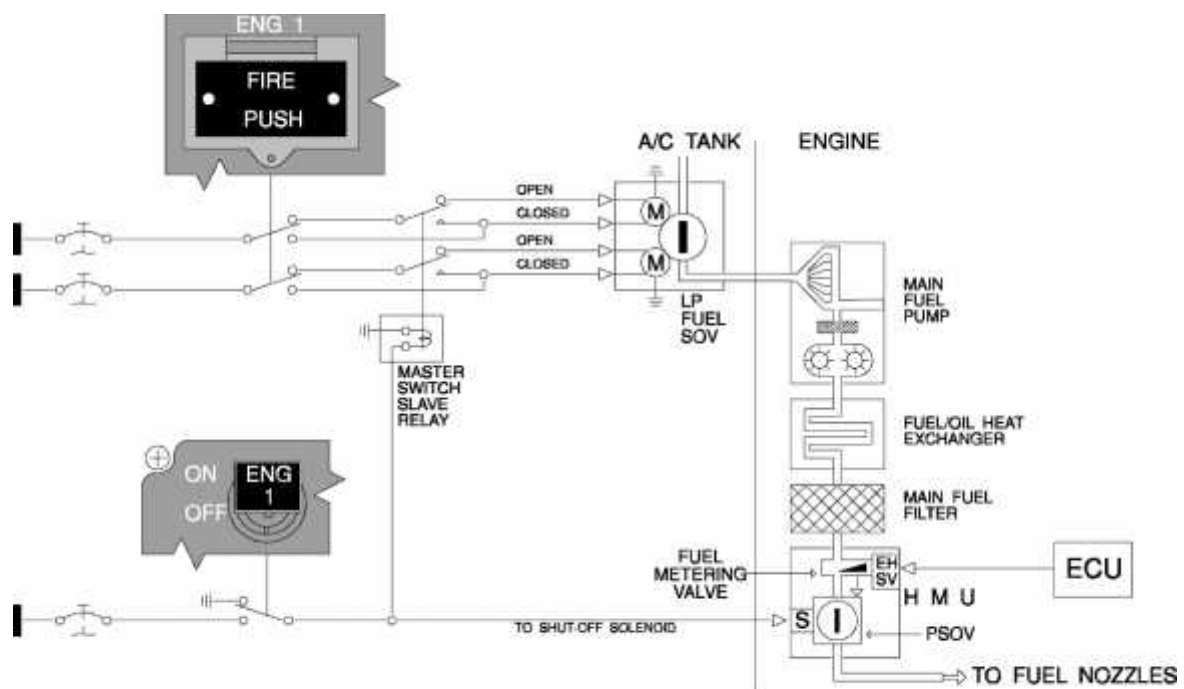 ENG 1
FIRE
PUSH
A/C TANK
ENGINE
OPEN
CLOSED
OPEN
CLOSED
M
M
LP
FUEL
SOV
MAIN
FUEL
PUMP
MASTER
SWITCH
SLAVE
RELAY
FUEL/OIL HEAT
EXCHANGER
ON
OFF
ENG
1
MAIN FUEL
FILTER
FUEL
METERING
VALVE
EH
SV
ECU
H M U
S
TO SHUT-OFF SOLENOID
PSOV
TO FUEL NOZZLES